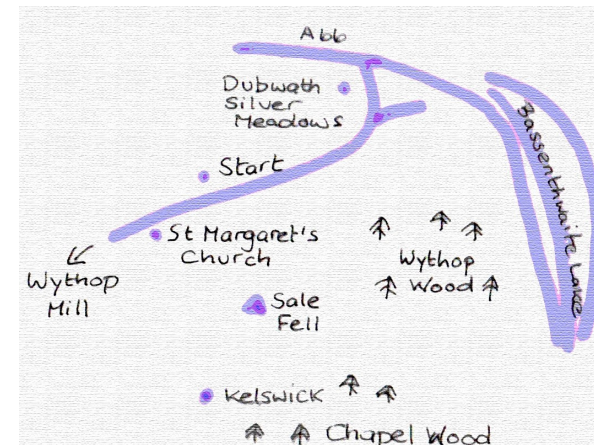 A66
Dubwath
Silver
Meadows
Start
Bassenthwaite Lake
St Margaret's
Church
Wythop
Wood
Wythop
Mill
Sale
Fell
Kelswick
Chapel Wood